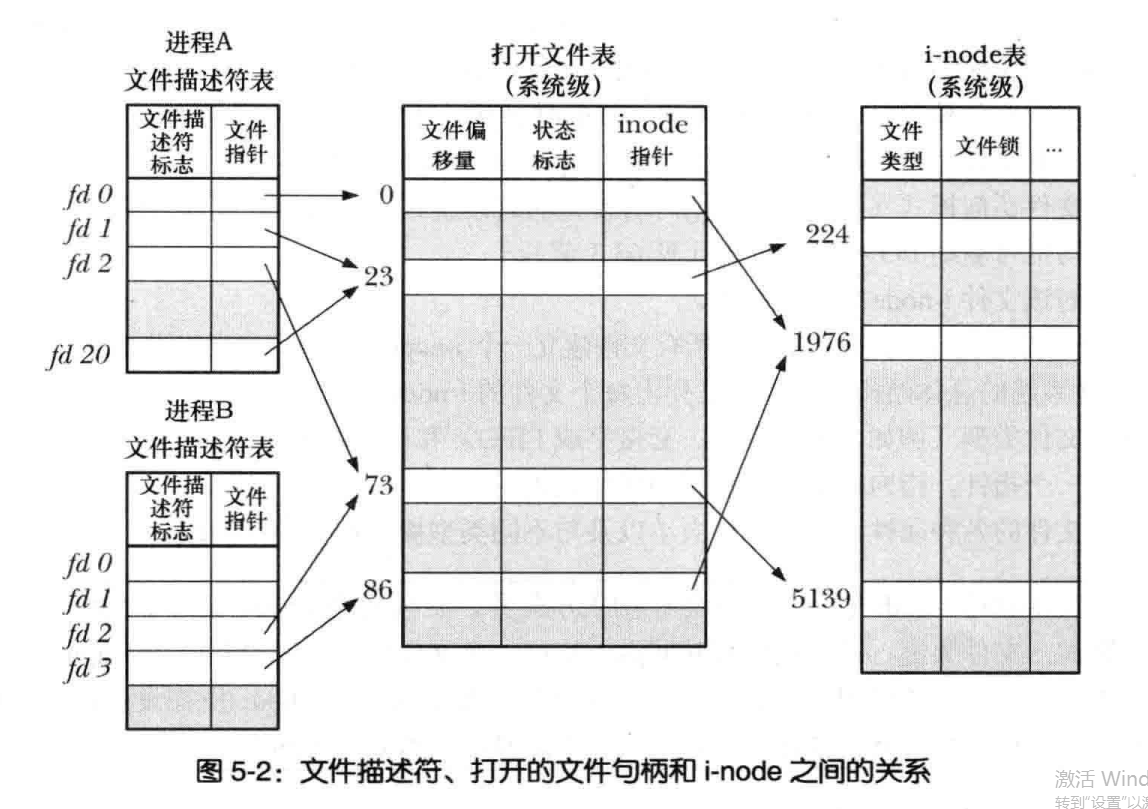 进程A
文件描述符表
文件描
述符
标志
文件
指针
fd 0
fd 1
fd 2
fd 20
进程B
文件描述符表
文件描
述符
标志
文件
指针
fd 0
fd 1
fd 2
fd 3
打开文件表
(系统级)
文件偏
移量
状态
标志
inode
指针
0
23
73
86
i-node表
(系统级)
文件
类型
文件锁
...
224
1976
5139
图 5-2：文件描述符、打开的文件句柄和 i-node 之间的关系
激活 Wind
转到"设置"以